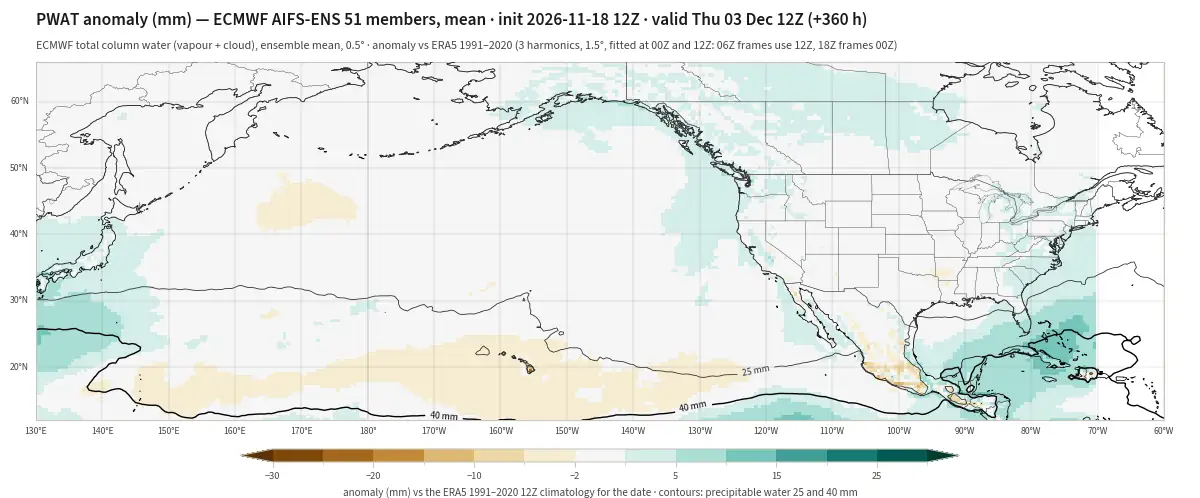 PWAT anomaly (mm) — ECMWF AIFS-ENS 51 members, mean · init 2026-11-18 12Z · valid Thu 03 Dec 12Z (+360 h)
ECMWF total column water (vapour + cloud), ensemble mean, 0.5° · anomaly vs ERA5 1991–2020 (3 harmonics, 1.5°, fitted at 00Z and 12Z: 06Z frames use 12Z, 18Z frames 00Z)
60°N
50°N
40°N
30°N
20°N
25 mm
40 mm
40 mm
130°E 140°E 150°E 160°E 170°E 180° 170°W 160°W 150°W 140°W 130°W 120°W 110°W 100°W 90°W 80°W 70°W 60°W
−30 −20 −10 −2 5 15 25
anomaly (mm) vs the ERA5 1991–2020 12Z climatology for the date · contours: precipitable water 25 and 40 mm